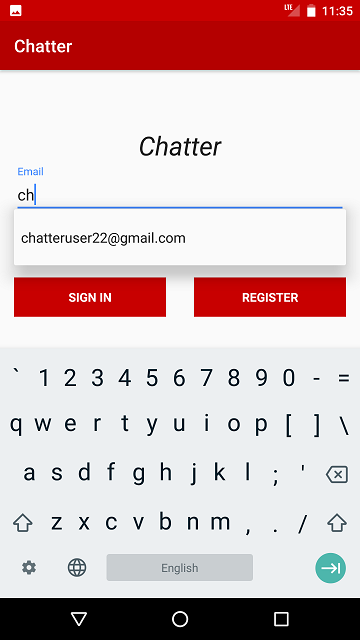 LTE 11:35
Chatter
Chatter
Email
ch
chatteruser22@gmail.com
SIGN IN REGISTER
` 1 2 3 4 5 6 7 8 9 0 - =
q w e r t y u i o p [ ] \
a s d f g h j k l ; '
z x c v b n m , . /
English